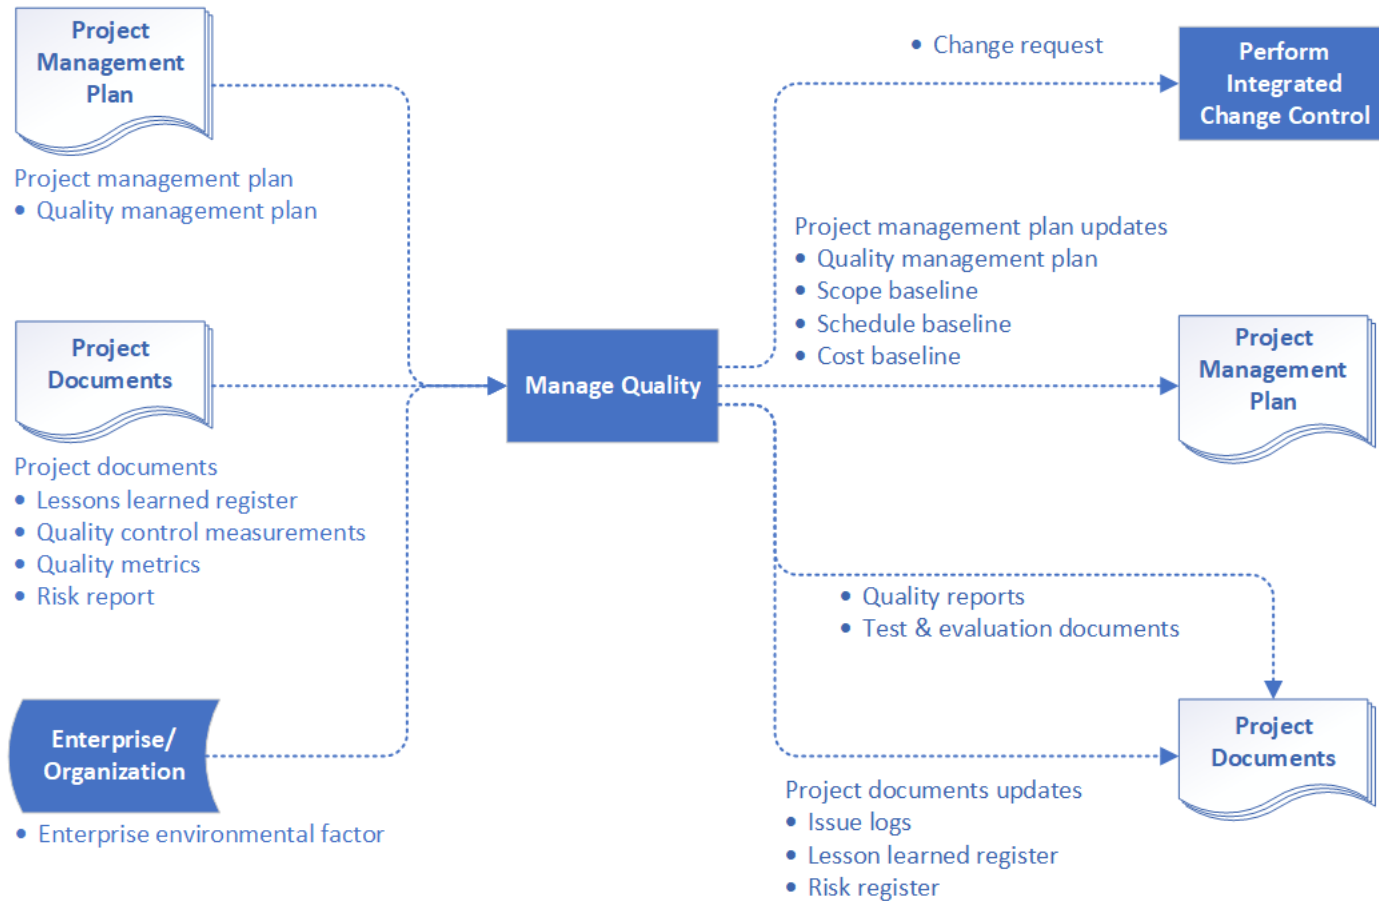 Project
Management
Plan
Project management plan
• Quality management plan
Project
Documents
Project documents
• Lessons learned register
• Quality control measurements
• Quality metrics
• Risk report
Enterprise/
Organization
• Enterprise environmental factor
Manage Quality
• Change request
Perform
Integrated
Change Control
Project management plan updates
• Quality management plan
• Scope baseline
• Schedule baseline
• Cost baseline
Project
Management
Plan
• Quality reports
• Test & evaluation documents
Project
Documents
Project documents updates
• Issue logs
• Lesson learned register
• Risk register